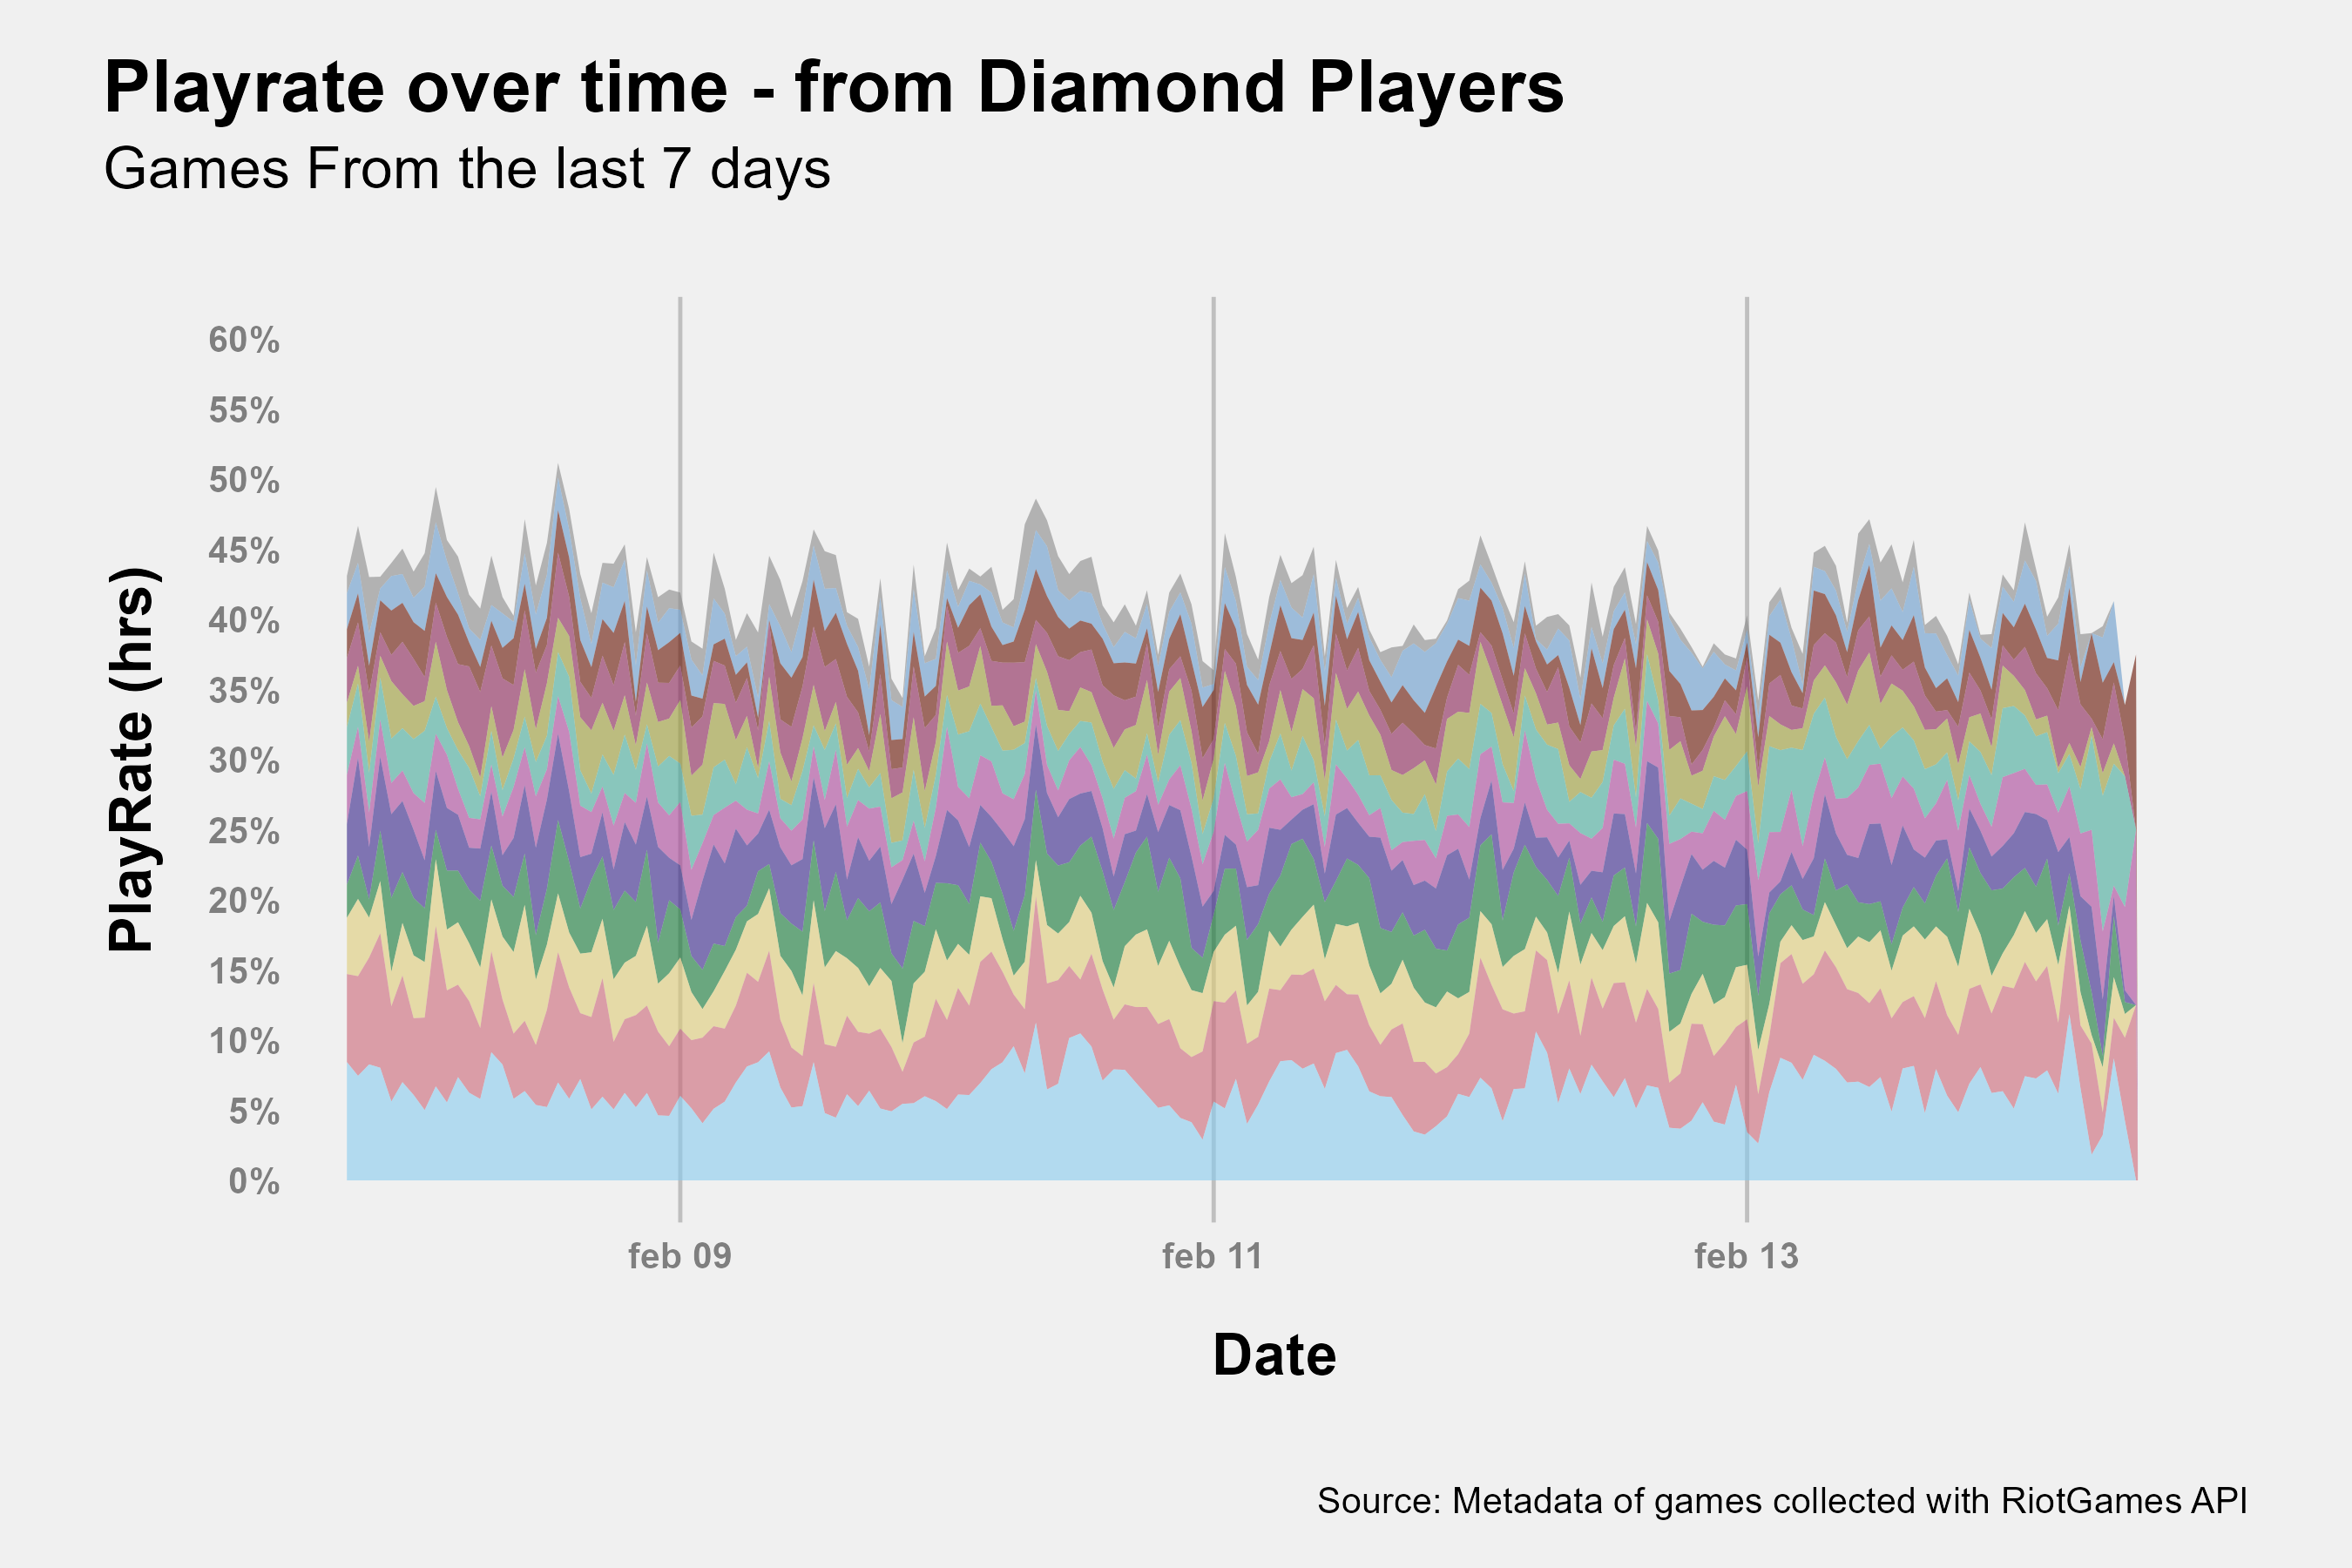 Playrate over time - from Diamond Players
Games From the last 7 days
60%
55%
50%
45%
40%
35%
30%
25%
20%
15%
10%
5%
0%
PlayRate (hrs)
feb 09
feb 11
feb 13
Date
Source: Metadata of games collected with RiotGames API